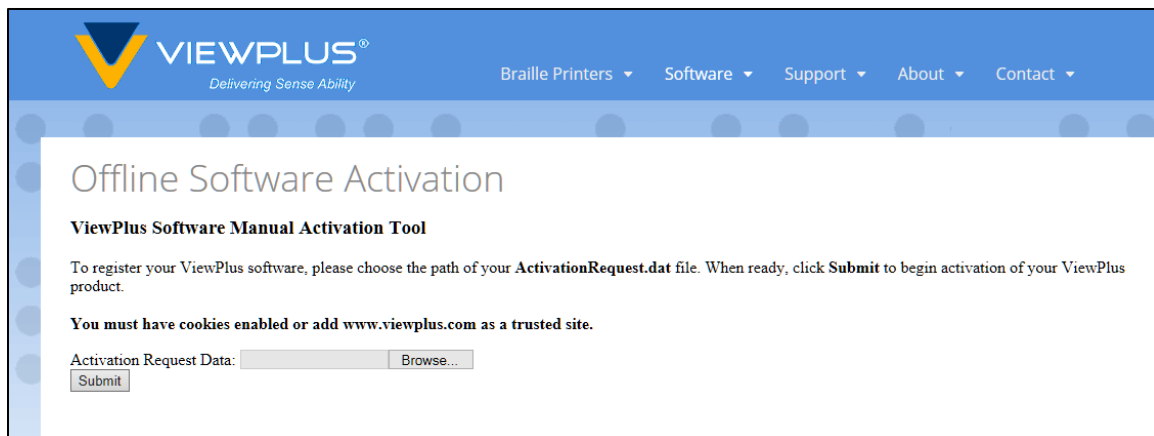 VIEWPLUS®
Delivering Sense Ability
Braille Printers Software Support About Contact
Offline Software Activation
ViewPlus Software Manual Activation Tool
To register your ViewPlus software, please choose the path of your ActivationRequest.dat file. When ready, click Submit to begin activation of your ViewPlus
product.
You must have cookies enabled or add www.viewplus.com as a trusted site.
Activation Request Data: Browse...
Submit